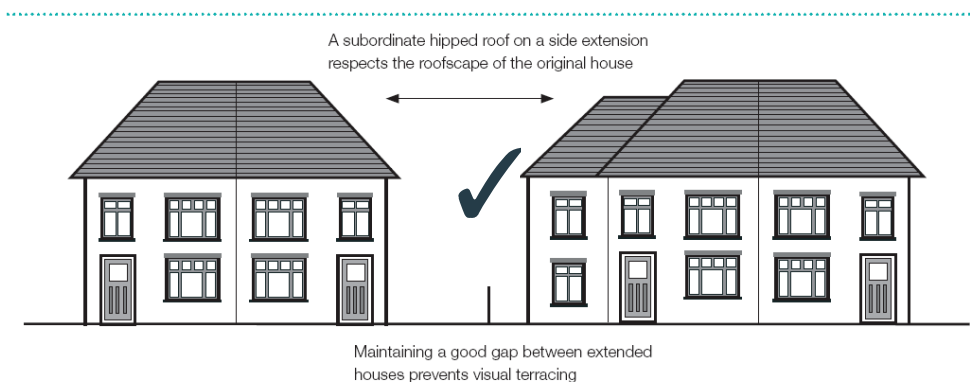 A subordinate hipped roof on a side extension
respects the roofscape of the original house
Maintaining a good gap between extended
houses prevents visual terracing